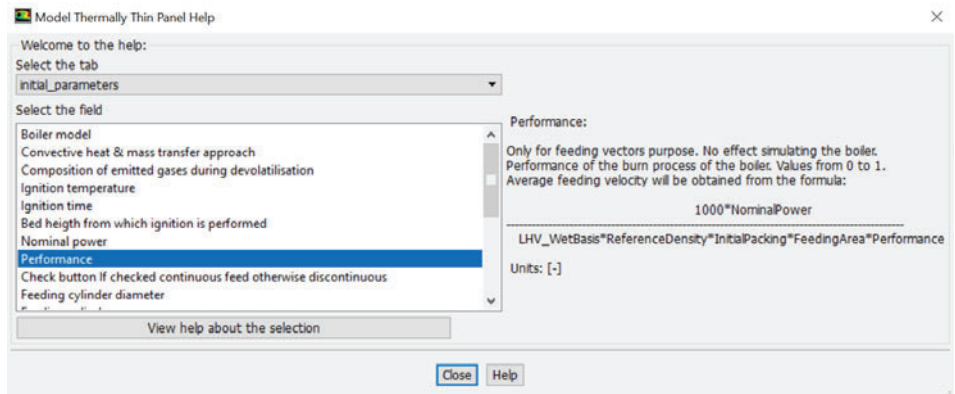 Model Thermally Thin Panel Help
Welcome to the help:
Select the tab
initial_parameters
Select the field
Boiler model
Convective heat & mass transfer approach
Composition of emitted gases during devolatilisation
Ignition temperature
Ignition time
Bed heigth from which ignition is performed
Nominal power
Performance
Check button If checked continuous feed otherwise discontinuous
Feeding cylinder diameter
View help about the selection
Performance:
Only for feeding vectors purpose. No effect simulating the boiler.
Performance of the burn process of the boiler. Values from 0 to 1.
Average feeding velocity will be obtained from the formula:
1000*NominalPower
LHV_WetBasis*ReferenceDensity*InitialPacking*FeedingArea*Performance
Units: [-]
Close Help